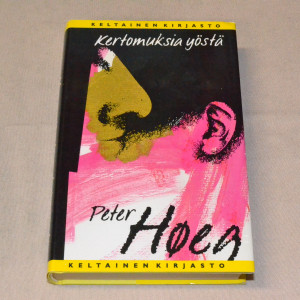 KELTAINEN KIRJASTO
Kertomuksia yöstä
Peter
Høeg
KELTAINEN KIRJASTO